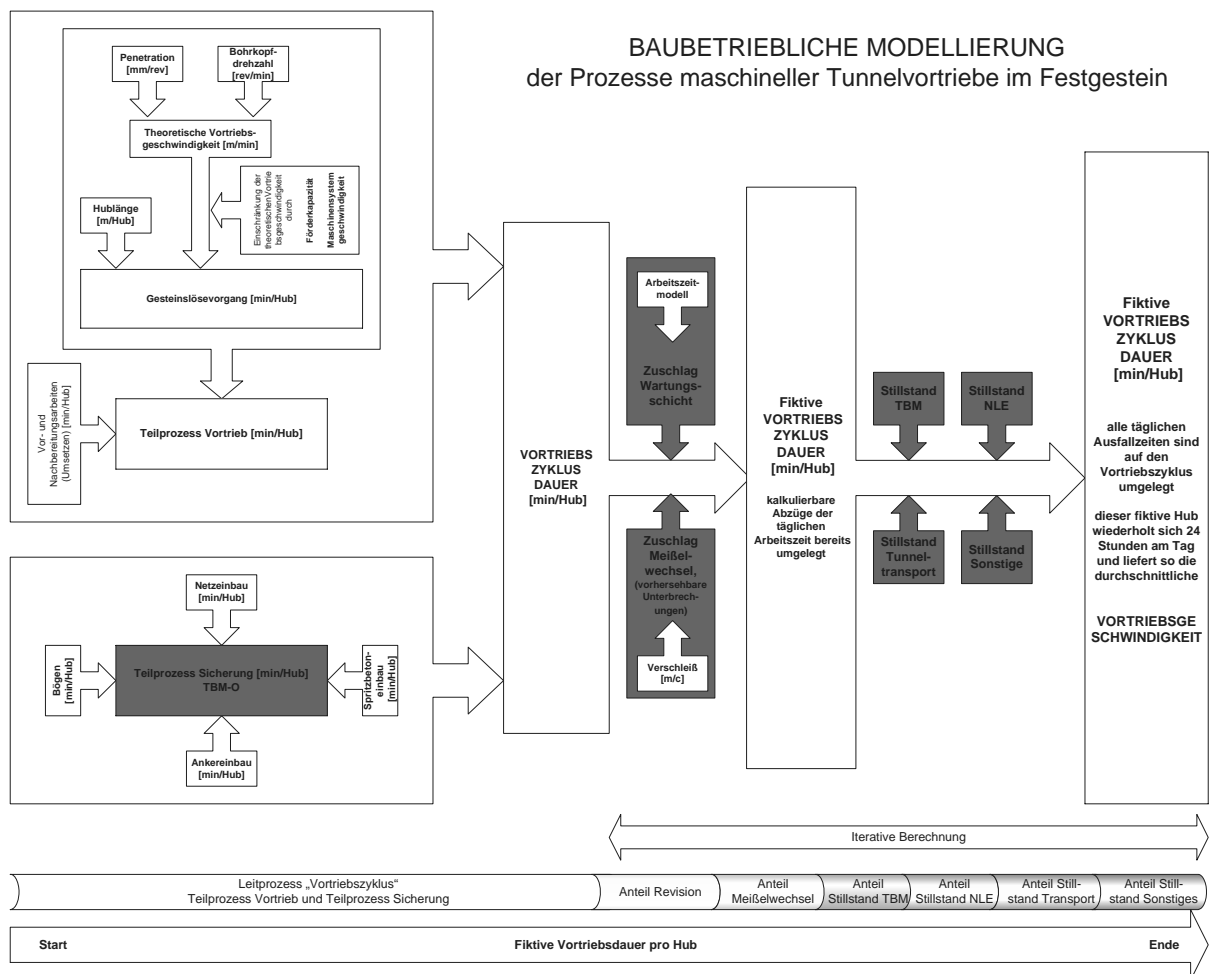 BAUBETRIEBLICHE MODELLIERUNG
der Prozesse maschineller Tunnelvortriebe im Festgestein
Penetration
[mm/rev]
Bohrkopf-
drehzahl
[rev/min]
Theoretische Vortriebs-
geschwindigkeit [m/min]
Einschränkung der
theoretischenVortrie
bsgeschwindigkeit
durch
Förderkapazität
Maschinensystem
geschwindigkeit
Hublänge
[m/Hub]
Gesteinslösevorgang [min/Hub]
Vor- und
Nachbereitungsarbeiten
(Umsetzen) [min/Hub]
Teilprozess Vortrieb [min/Hub]
Netzeinbau
[min/Hub]
Bögen
[min/Hub]
Teilprozess Sicherung [min/Hub]
TBM-O
Spritzbeton-
einbau
[min/Hub]
Ankereinbau
[min/Hub]
VORTRIEBS
ZYKLUS
DAUER
[min/Hub]
Arbeitszeit-
modell
Zuschlag
Wartungs-
schicht
Zuschlag
Meißel-
wechsel,
(vorhersehbare
Unterbrech-
ungen)
Verschleiß
[m/c]
Fiktive
VORTRIEBS
ZYKLUS
DAUER
[min/Hub]
kalkulierbare
Abzüge der
täglichen
Arbeitszeit bereits
umgelegt
Stillstand
TBM
Stillstand
NLE
Stillstand
Tunnel-
transport
Stillstand
Sonstige
Fiktive
VORTRIEBS
ZYKLUS
DAUER
[min/Hub]
alle täglichen
Ausfallzeiten sind
auf den
Vortriebszyklus
umgelegt
dieser fiktive Hub
wiederholt sich 24
Stunden am Tag
und liefert so die
durchschnittliche
VORTRIEBSGE
SCHWINDIGKEIT
Iterative Berechnung
Leitprozess „Vortriebszyklus“
Teilprozess Vortrieb und Teilprozess Sicherung
Anteil Revision
Anteil
Meißelwechsel
Anteil
Stillstand TBM
Anteil
Stillstand NLE
Anteil Still-
stand Transport
Anteil Still-
stand Sonstiges
Start
Fiktive Vortriebsdauer pro Hub
Ende